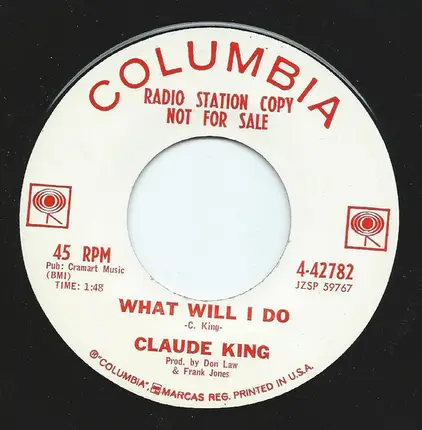 COLUMBIA
RADIO STATION COPY
NOT FOR SALE
45 RPM
Pub: Cramart Music
(BMI)
TIME: 1:48
4-42782
JZSP 59767
WHAT WILL I DO
-C. King-
CLAUDE KING
Prod. by Don Law
& Frank Jones
®"COLUMBIA", MARCAS REG. PRINTED IN U.S.A.